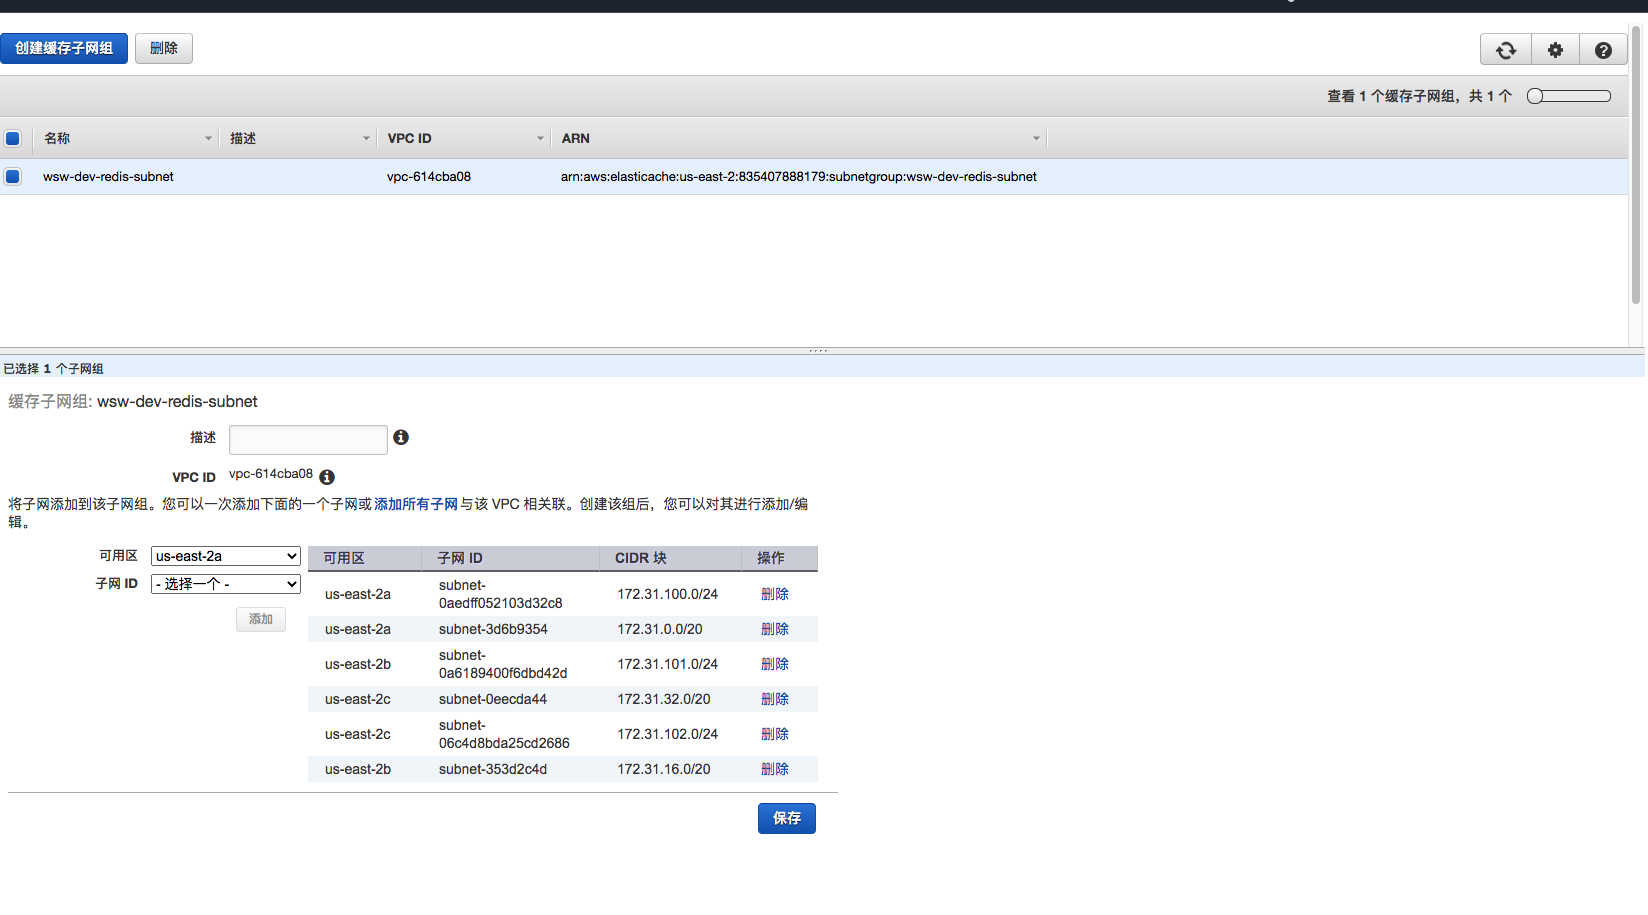 创建缓存子网组 删除
查看 1 个缓存子网组，共 1 个
名称 描述 VPC ID ARN
wsw-dev-redis-subnet vpc-614cba08 arn:aws:elasticache:us-east-2:835407888179:subnetgroup:wsw-dev-redis-subnet
已选择 1 个子网组
缓存子网组: wsw-dev-redis-subnet
描述
VPC ID vpc-614cba08
将子网添加到该子网组。您可以一次添加下面的一个子网或添加所有子网与该 VPC 相关联。创建该组后，您可以对其进行添加/编
辑。
可用区 us-east-2a
子网 ID - 选择一个 -
添加
可用区 子网 ID CIDR 块 操作
us-east-2a subnet-0aedff052103d32c8 172.31.100.0/24 删除
us-east-2a subnet-3d6b9354 172.31.0.0/20 删除
us-east-2b subnet-0a6189400f6dbd42d 172.31.101.0/24 删除
us-east-2c subnet-0eecda44 172.31.32.0/20 删除
us-east-2c subnet-06c4d8bda25cd2686 172.31.102.0/24 删除
us-east-2b subnet-353d2c4d 172.31.16.0/20 删除
保存